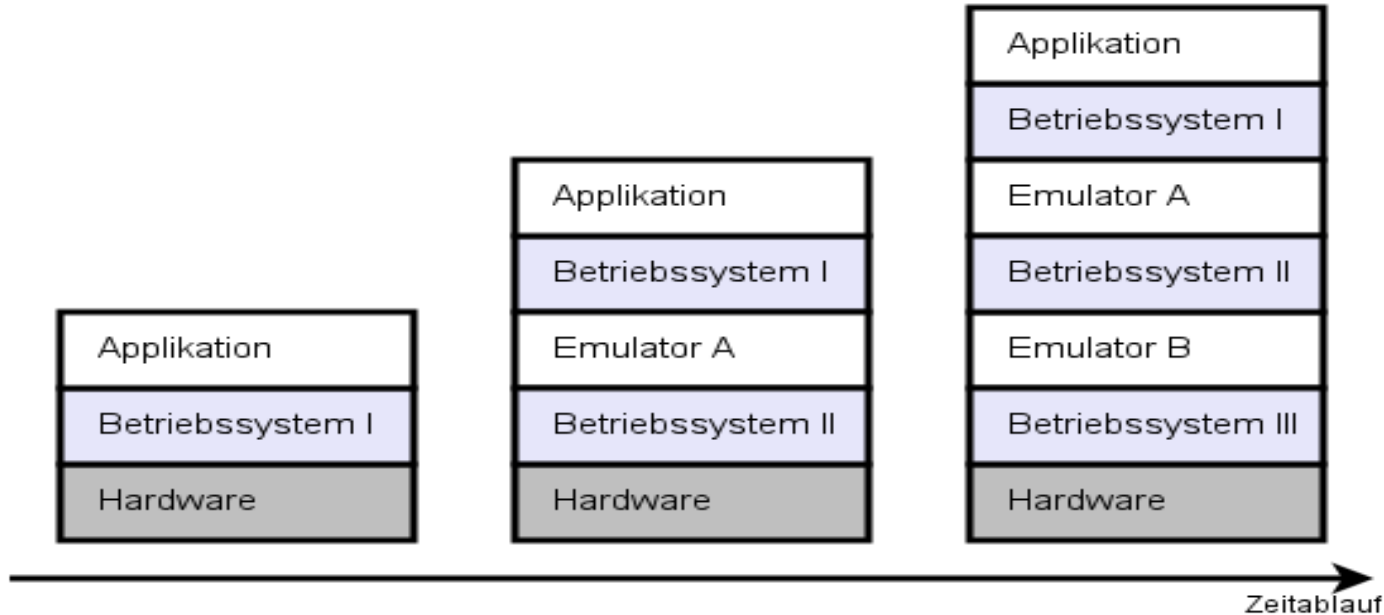 Applikation
Betriebssystem I
Hardware
Applikation
Betriebssystem I
Emulator A
Betriebssystem II
Hardware
Applikation
Betriebssystem I
Emulator A
Betriebssystem II
Emulator B
Betriebssystem III
Hardware
Zeitablauf